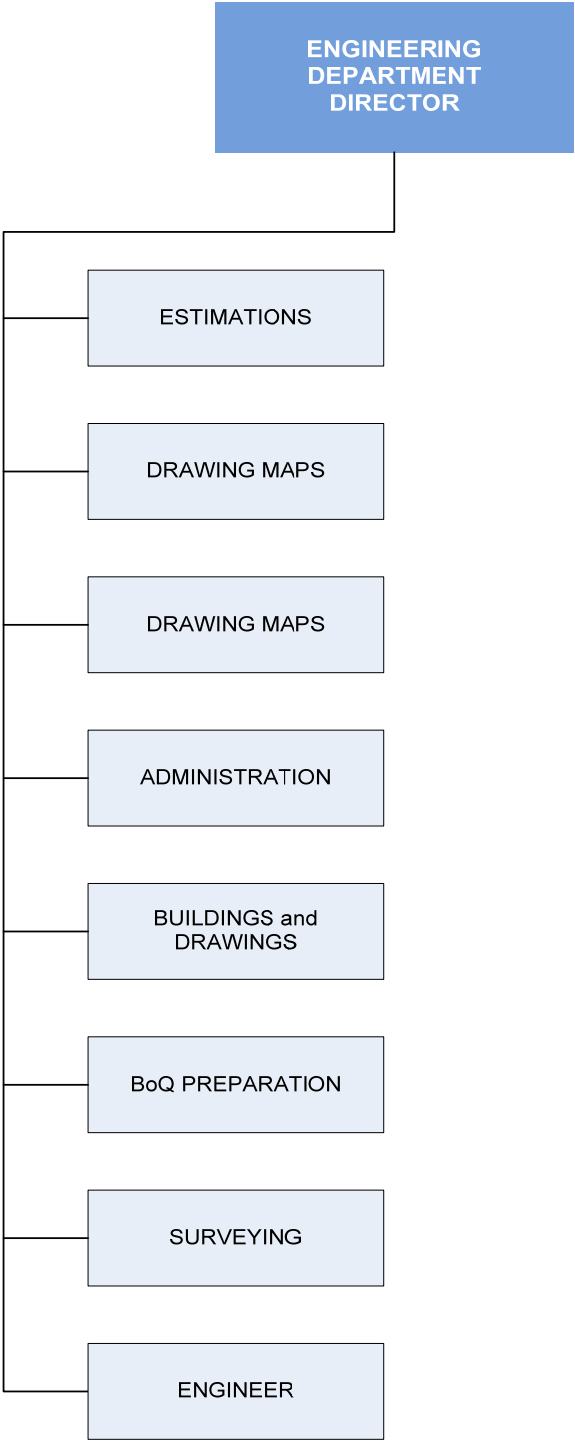 ENGINEERING
DEPARTMENT
DIRECTOR
ESTIMATIONS
DRAWING MAPS
DRAWING MAPS
ADMINISTRATION
BUILDINGS and
DRAWINGS
BoQ PREPARATION
SURVEYING
ENGINEER